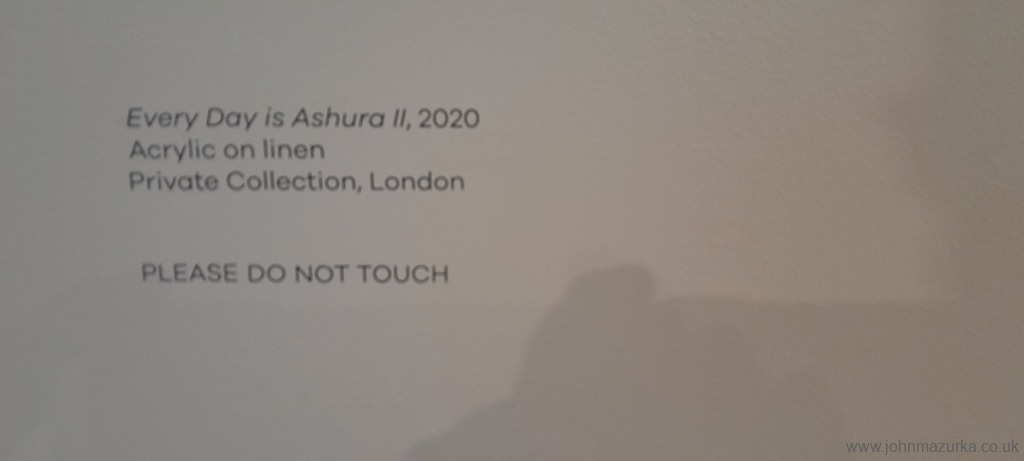 Every Day is Ashura II, 2020
Acrylic on linen
Private Collection, London
PLEASE DO NOT TOUCH
www.johnmazurka.co.uk